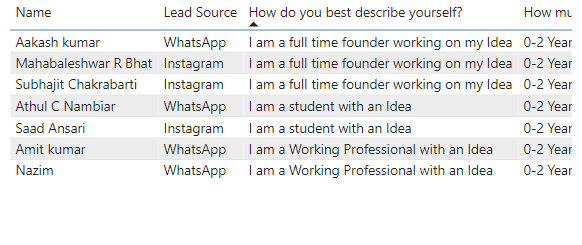 Name Lead Source How do you best describe yourself? How mu
Aakash kumar WhatsApp I am a full time founder working on my Idea 0-2 Year
Mahabaleshwar R Bhat Instagram I am a full time founder working on my Idea 0-2 Year
Subhajit Chakrabarti Instagram I am a full time founder working on my Idea 0-2 Year
Athul C Nambiar WhatsApp I am a student with an Idea 0-2 Year
Saad Ansari Instagram I am a student with an Idea 0-2 Year
Amit kumar WhatsApp I am a Working Professional with an Idea 0-2 Year
Nazim WhatsApp I am a Working Professional with an Idea 0-2 Year